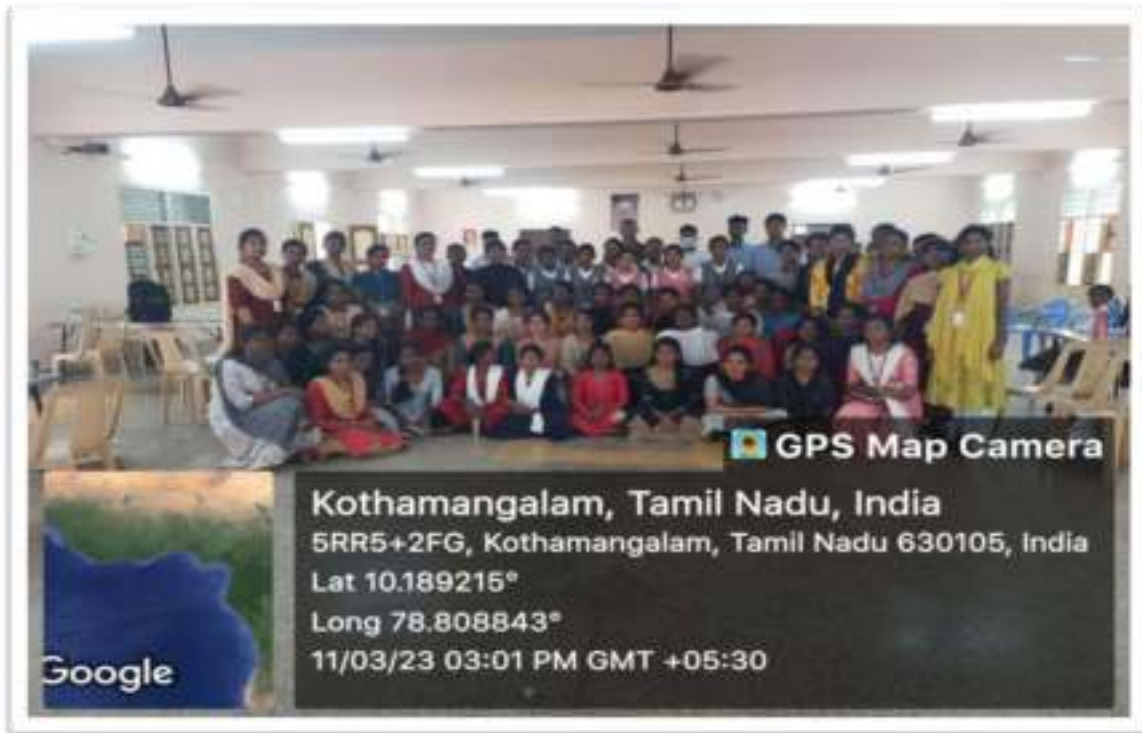 GPS Map Camera
Kothamangalam, Tamil Nadu, India
5RR5+2FG, Kothamangalam, Tamil Nadu 630105, India
Lat 10.189215°
Long 78.808843°
11/03/23 03:01 PM GMT +05:30
Google